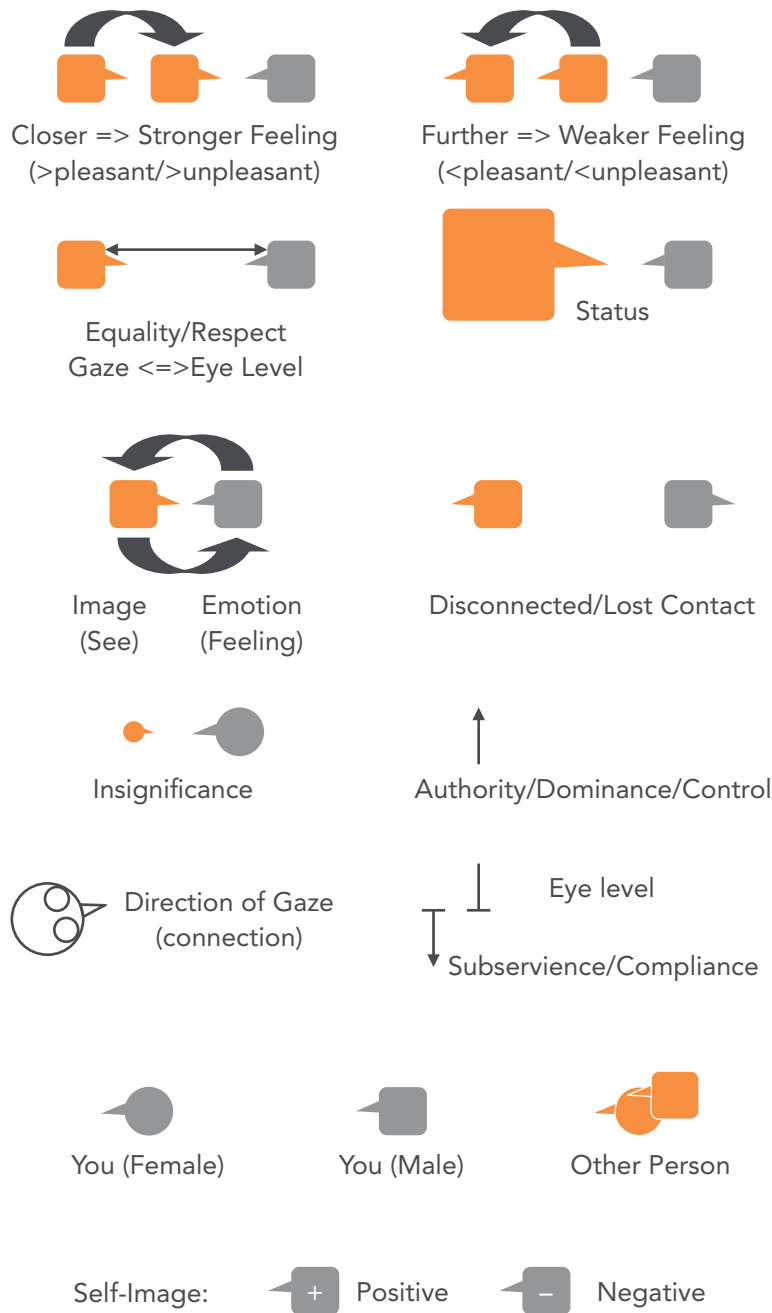 Closer => Stronger Feeling
(>pleasant/>unpleasant)
Further => Weaker Feeling
(<pleasant/<unpleasant)
Equality/Respect
Gaze <=>Eye Level
Status
Image
(See)
Emotion
(Feeling)
Disconnected/Lost Contact
Insignificance
Authority/Dominance/Control
Direction of Gaze
(connection)
Eye level
Subservience/Compliance
You (Female)
You (Male)
Other Person
Self-Image:
+
Positive
–
Negative